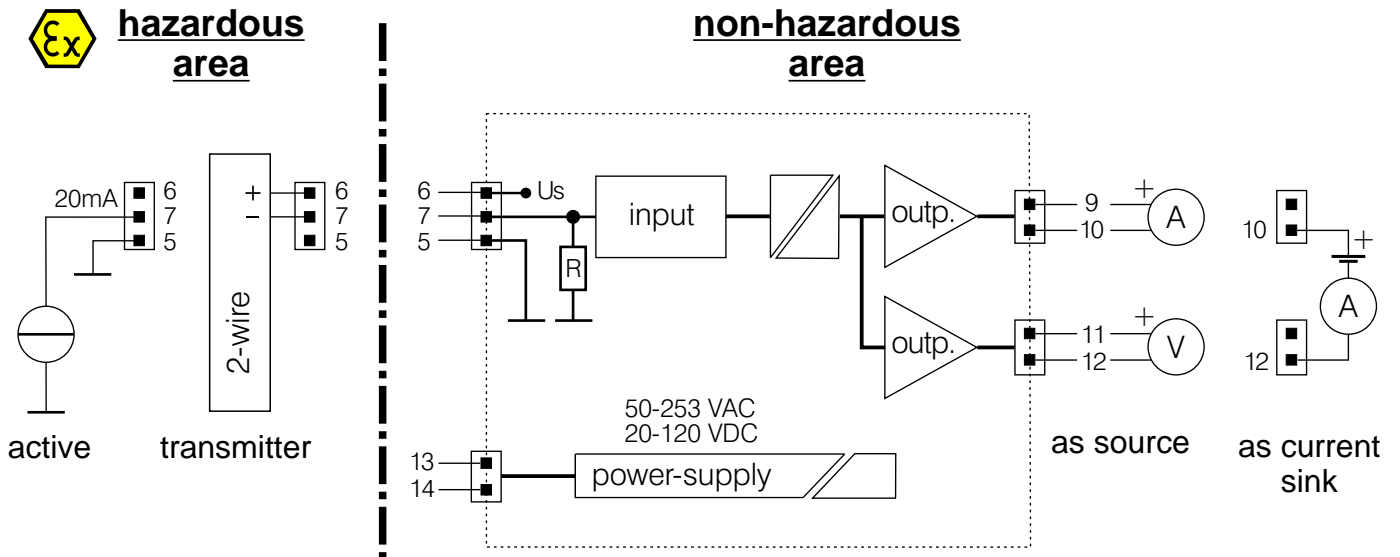 Ex
hazardous
area
non-hazardous
area
20mA
6
7
5
+
−
2-wire
6
7
5
active
transmitter
6
7
5
Us
R
input
outp.
outp.
9
10
+
A
11
12
+
V
10
+
A
12
50-253 VAC
20-120 VDC
13
14
power-supply
as source
as current
sink